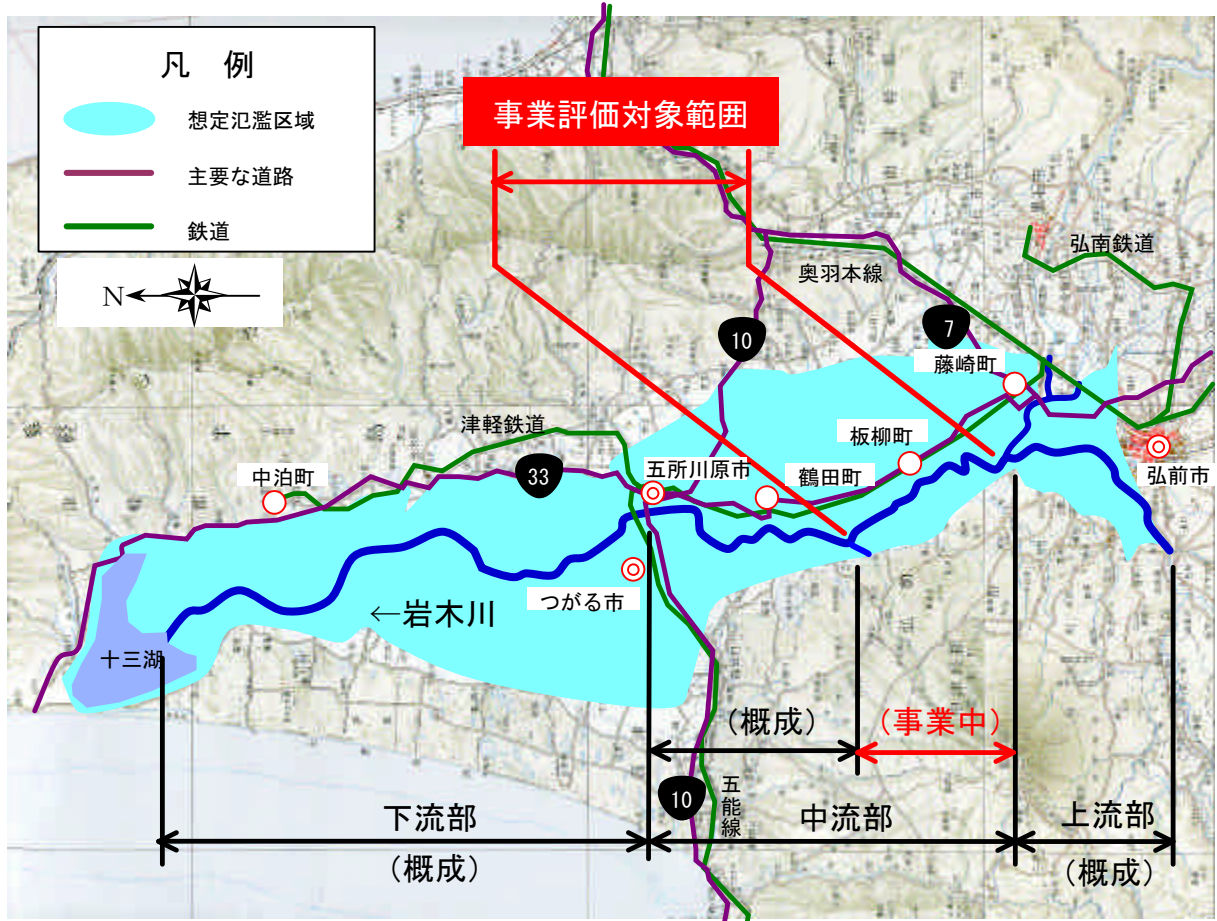 凡 例
想定氾濫区域
主要な道路
鉄道
N
事業評価対象範囲
弘南鉄道
奥羽本線
10
7
藤崎町
津軽鉄道
板柳町
中泊町
33
五所川原市
鶴田町
弘前市
つがる市
←岩木川
十三湖
(概成)
(事業中)
10
五能線
下流部
中流部
上流部
(概成)
(概成)